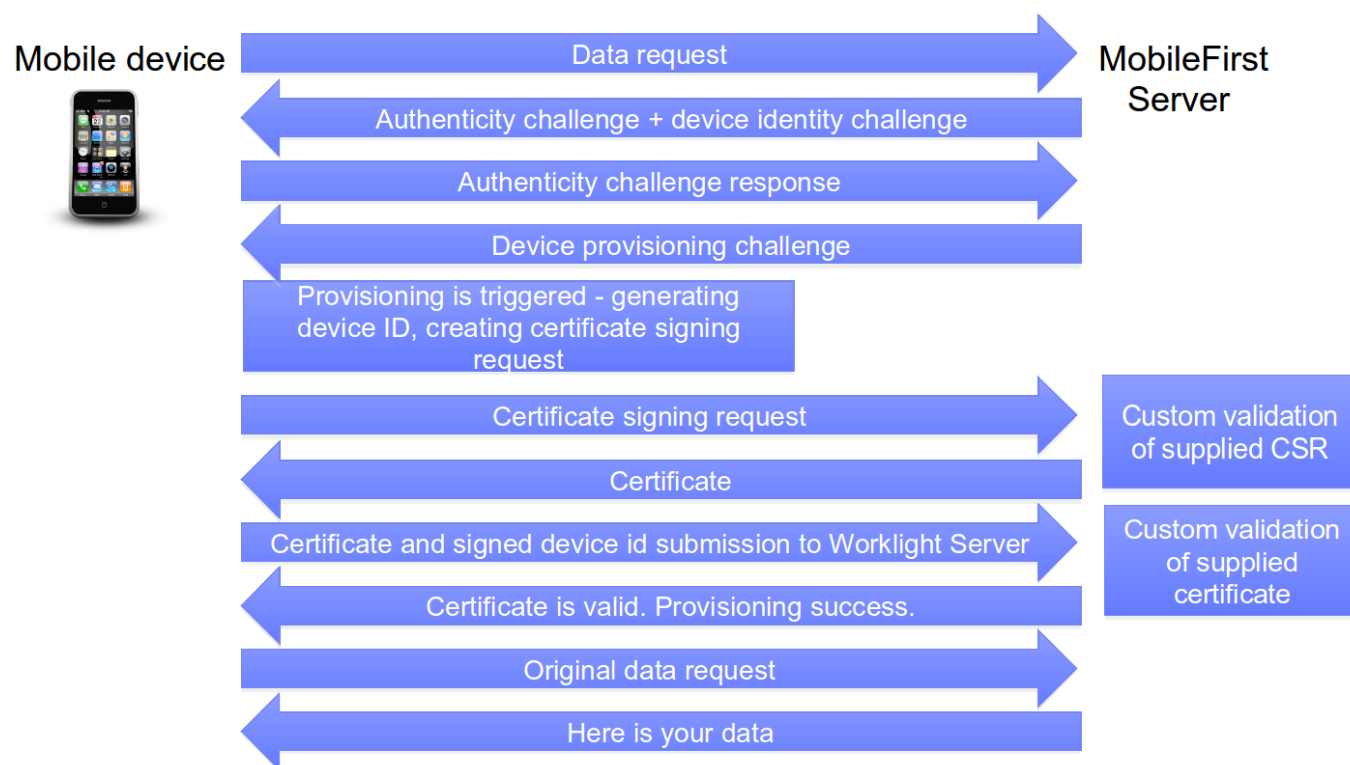 Mobile device
Data request
MobileFirst
Server
Authenticity challenge + device identity challenge
Authenticity challenge response
Device provisioning challenge
Provisioning is triggered - generating
device ID, creating certificate signing
request
Certificate signing request
Custom validation
of supplied CSR
Certificate
Certificate and signed device id submission to Worklight Server
Custom validation
of supplied
certificate
Certificate is valid. Provisioning success.
Original data request
Here is your data